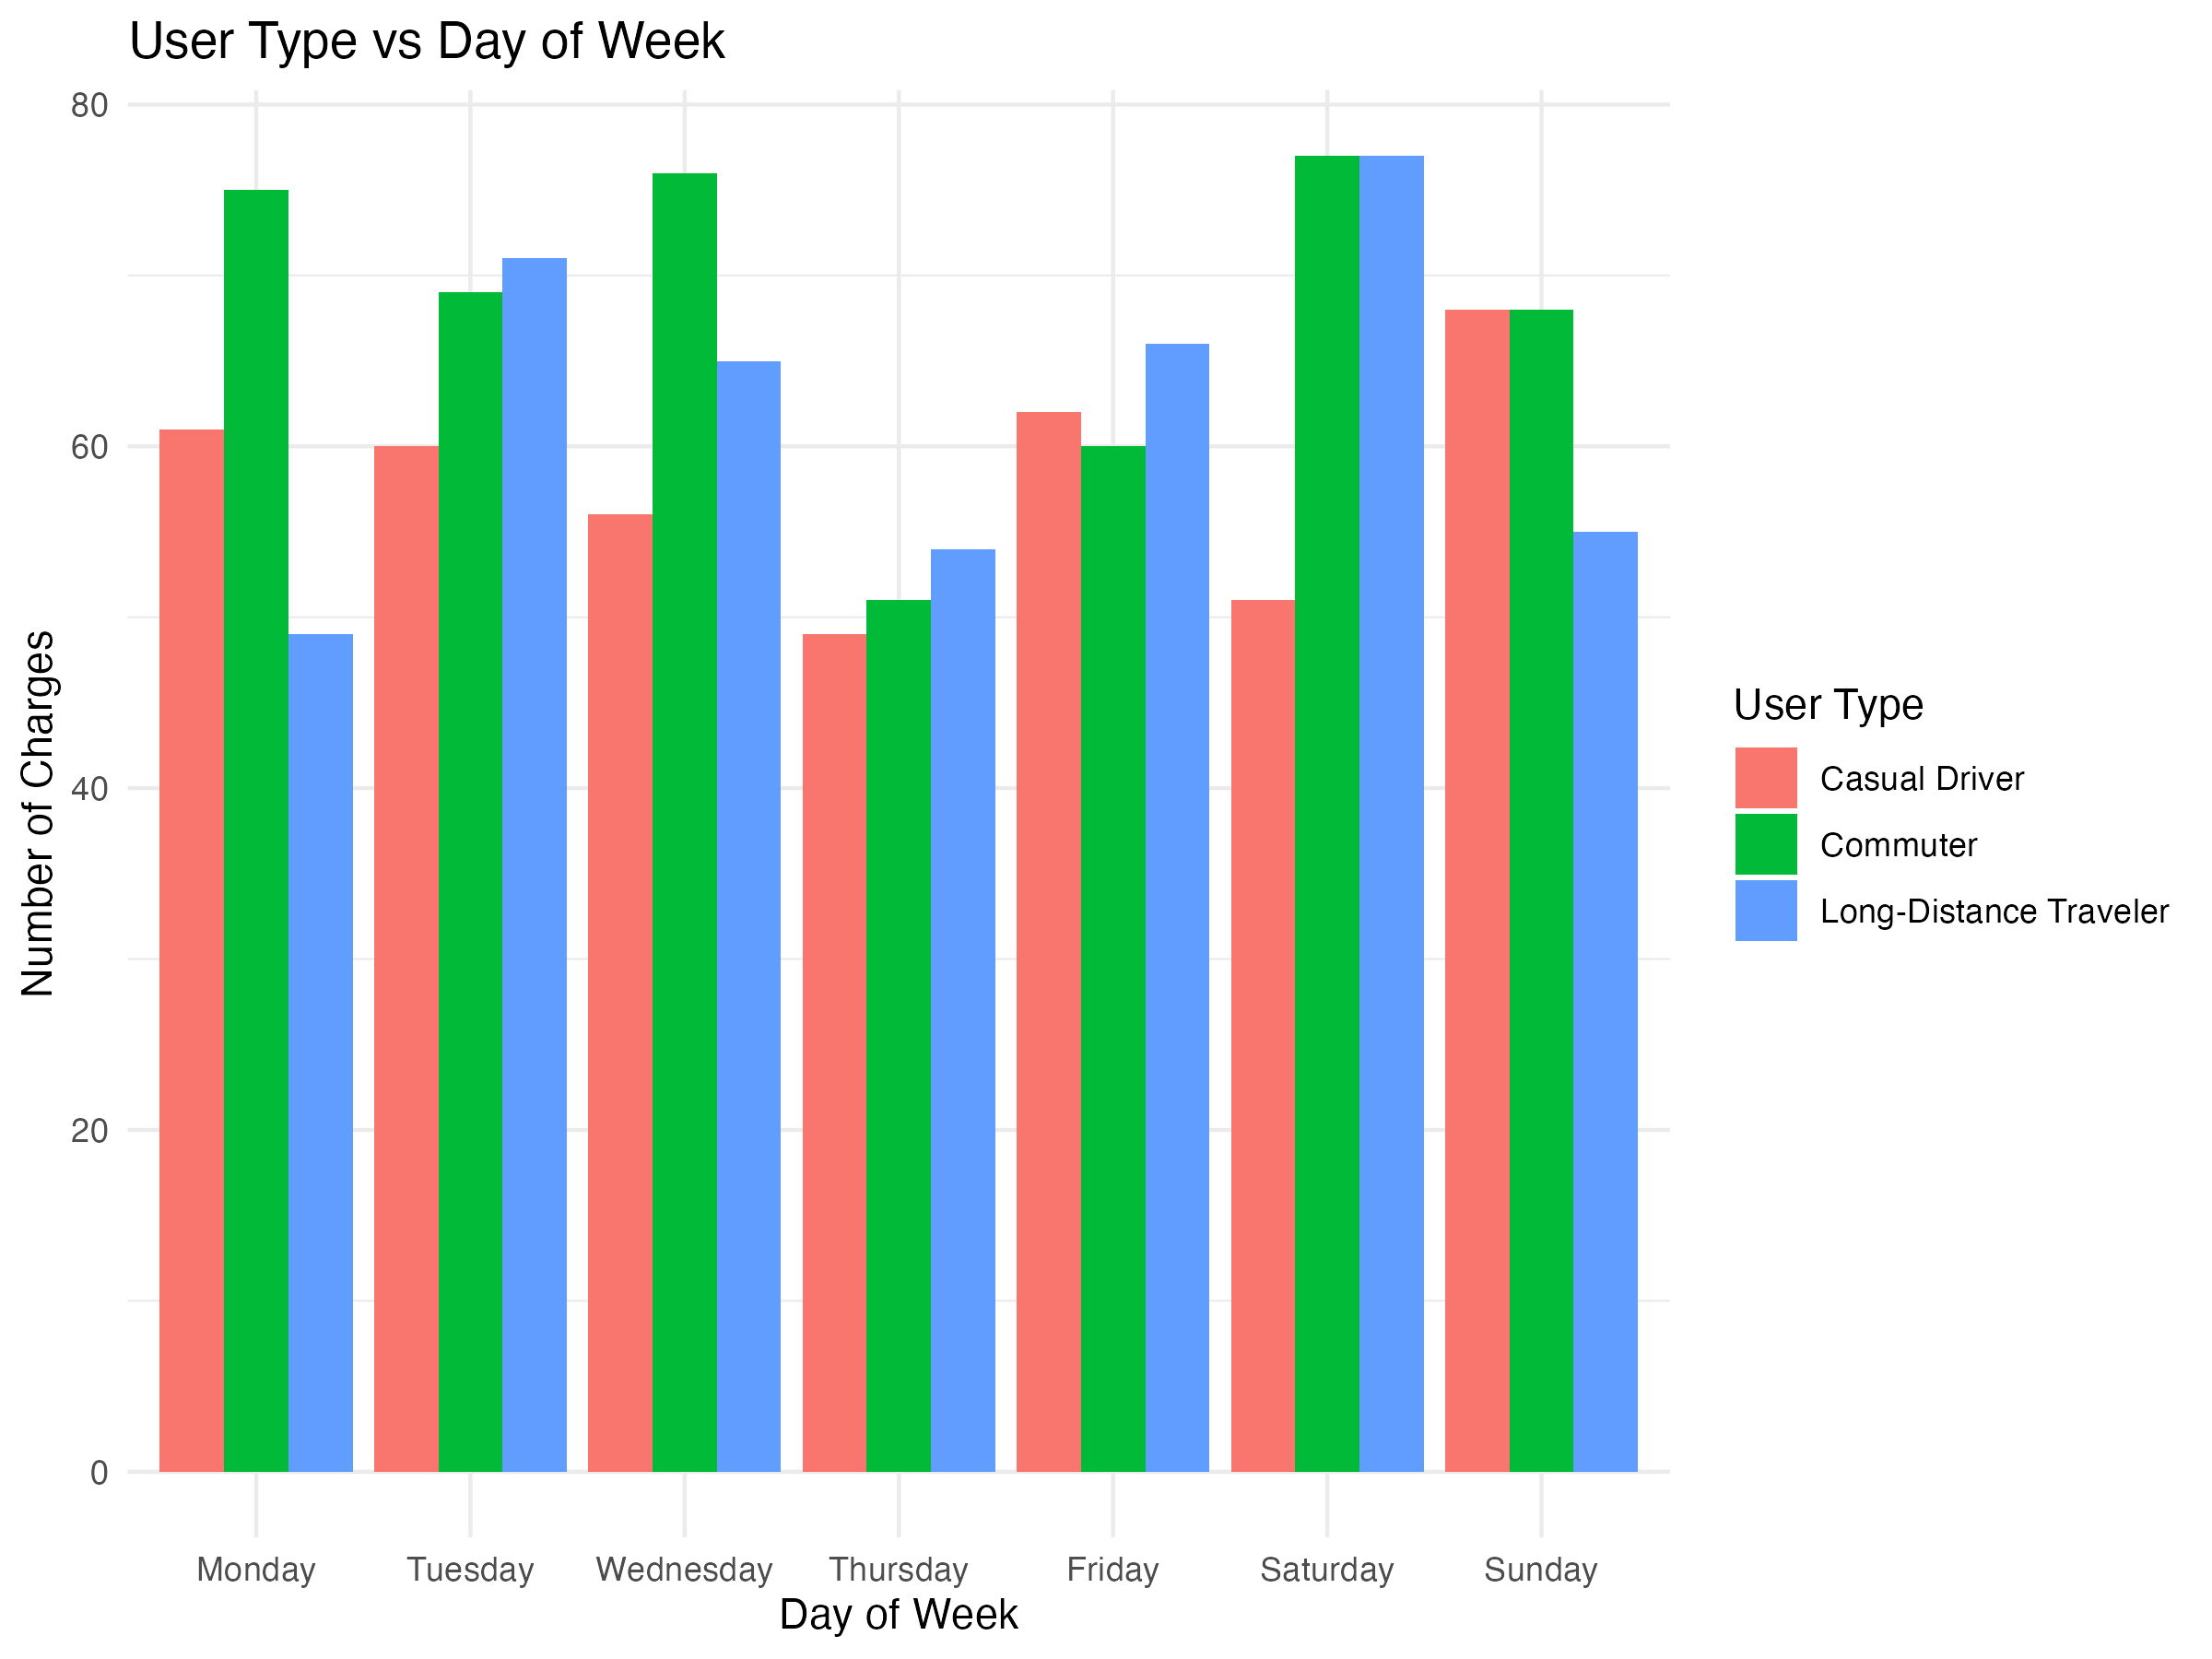 User Type vs Day of Week
80
60
40
20
0
Number of Charges
Monday Tuesday Wednesday Thursday Friday Saturday Sunday
Day of Week
User Type
Casual Driver
Commuter
Long-Distance Traveler